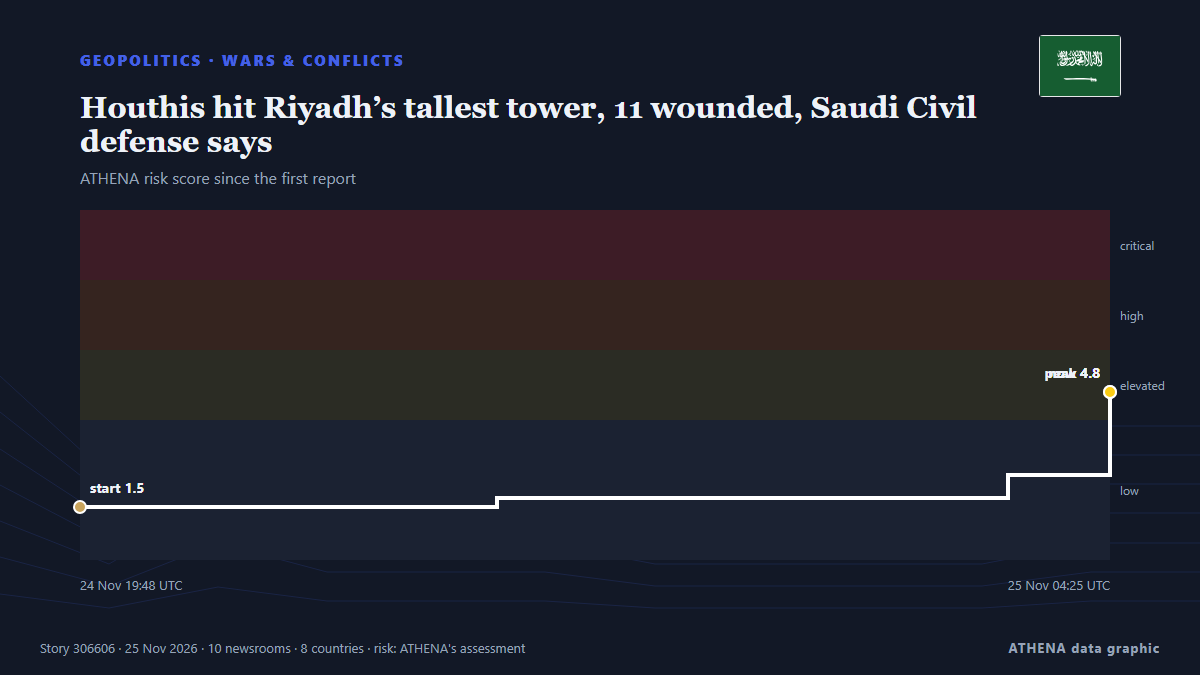 GEOPOLITICS · WARS & CONFLICTS
Houthis hit Riyadh’s tallest tower, 11 wounded, Saudi Civil
defense says
ATHENA risk score since the first report
critical
high
peak 4.8
elevated
start 1.5
low
24 Nov 19:48 UTC
25 Nov 04:25 UTC
Story 306606 · 25 Nov 2026 · 10 newsrooms · 8 countries · risk: ATHENA's assessment
ATHENA data graphic